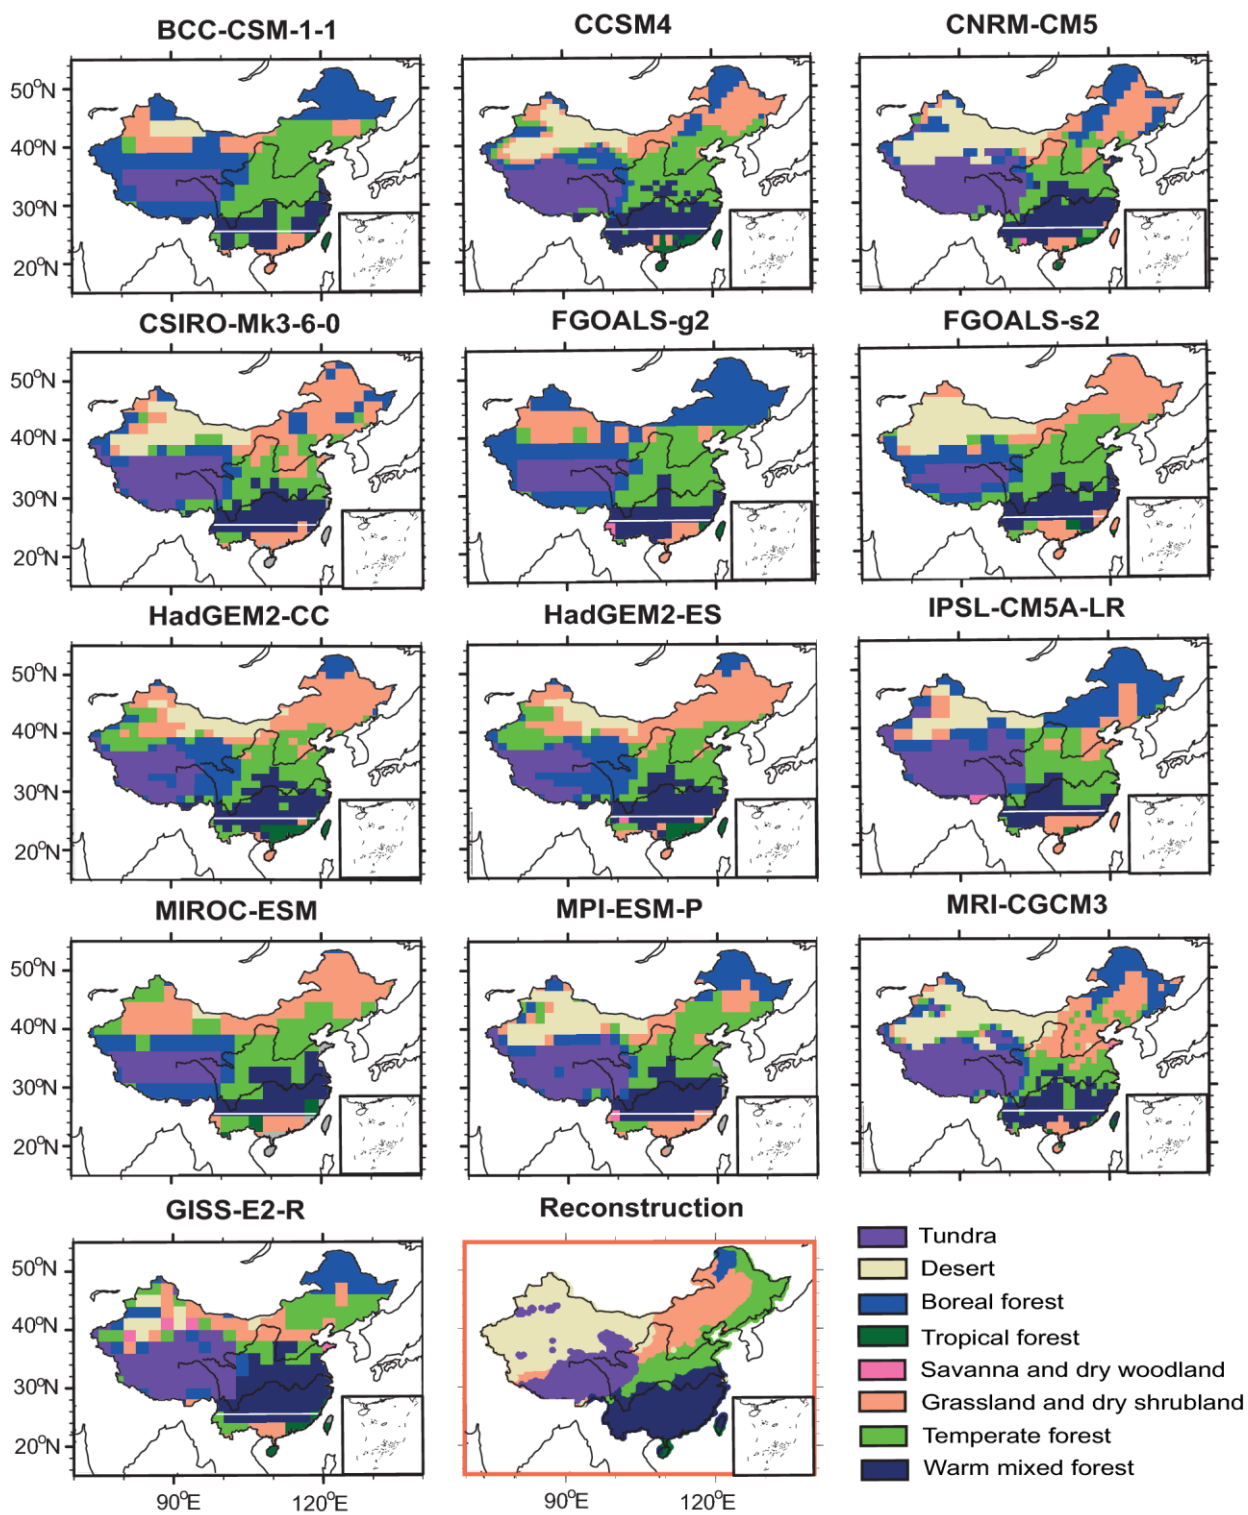 BCC-CSM-1-1
CCSM4
CNRM-CM5
50°N
40°N
30°N
20°N
CSIRO-Mk3-6-0
FGOALS-g2
FGOALS-s2
50°N
40°N
30°N
20°N
HadGEM2-CC
HadGEM2-ES
IPSL-CM5A-LR
50°N
40°N
30°N
20°N
MIROC-ESM
MPI-ESM-P
MRI-CGCM3
50°N
40°N
30°N
20°N
GISS-E2-R
Reconstruction
50°N
40°N
30°N
20°N
90°E
120°E
90°E
120°E
Tundra
Desert
Boreal forest
Tropical forest
Savanna and dry woodland
Grassland and dry shrubland
Temperate forest
Warm mixed forest